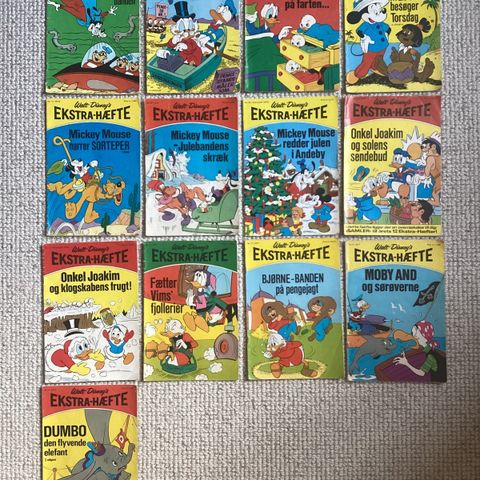 banden
på farten...
besøger
Torsdag
Walt Disney's
EKSTRA-HÆFTE
Mickey Mouse
narrer SORTEPER
Walt Disney's
EKSTRA-HÆFTE
Mickey Mouse
Julebandens
skræk
Walt Disney's
EKSTRA-HÆFTE
Mickey Mouse
redder julen
i Andeby
Walt Disney's
EKSTRA-HÆFTE
Onkel Joakim
og solens
sendebud
Walt Disney's
EKSTRA-HÆFTE
Onkel Joakim
og klogskabens frugt!
Walt Disney's
EKSTRA-HÆFTE
Fætter
Vims'
fjollerier
Walt Disney's
EKSTRA-HÆFTE
BJØRNE-BANDEN
på pengejagt
Walt Disney's
EKSTRA-HÆFTE
MOBY AND
og sørøverne
Walt Disney's
EKSTRA-HÆFTE
DUMBO
den flyvende
elefant